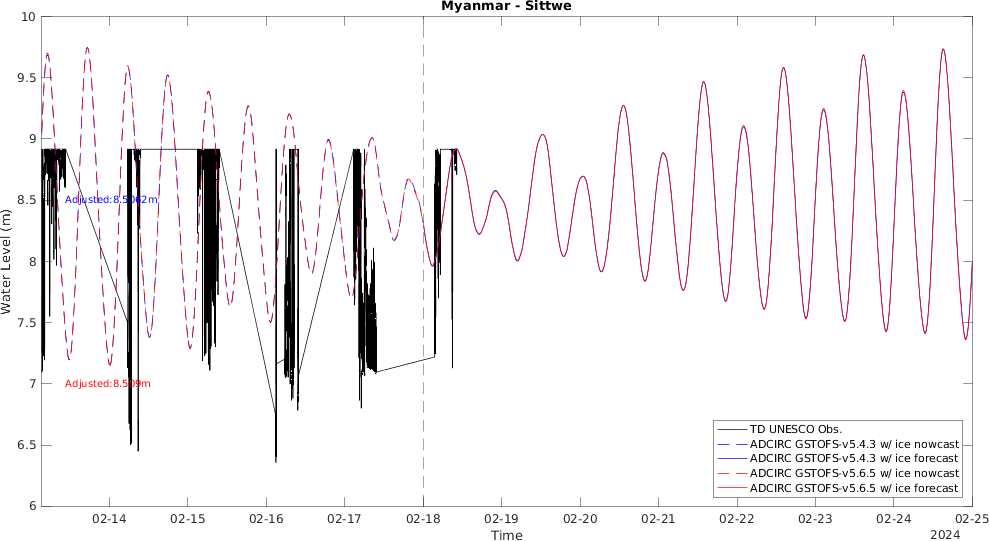 Myanmar - Sittwe
10
9.5
9
8.5
8
7.5
7
6.5
6
Water Level (m)
Adjusted:8.5062m
Adjusted:8.509m
TD UNESCO Obs.
ADCIRC GSTOFS-v5.4.3 w/ ice nowcast
ADCIRC GSTOFS-v5.4.3 w/ ice forecast
ADCIRC GSTOFS-v5.6.5 w/ ice nowcast
ADCIRC GSTOFS-v5.6.5 w/ ice forecast
02-14 02-15 02-16 02-17 02-18 02-19 02-20 02-21 02-22 02-23 02-24 02-25
Time
2024